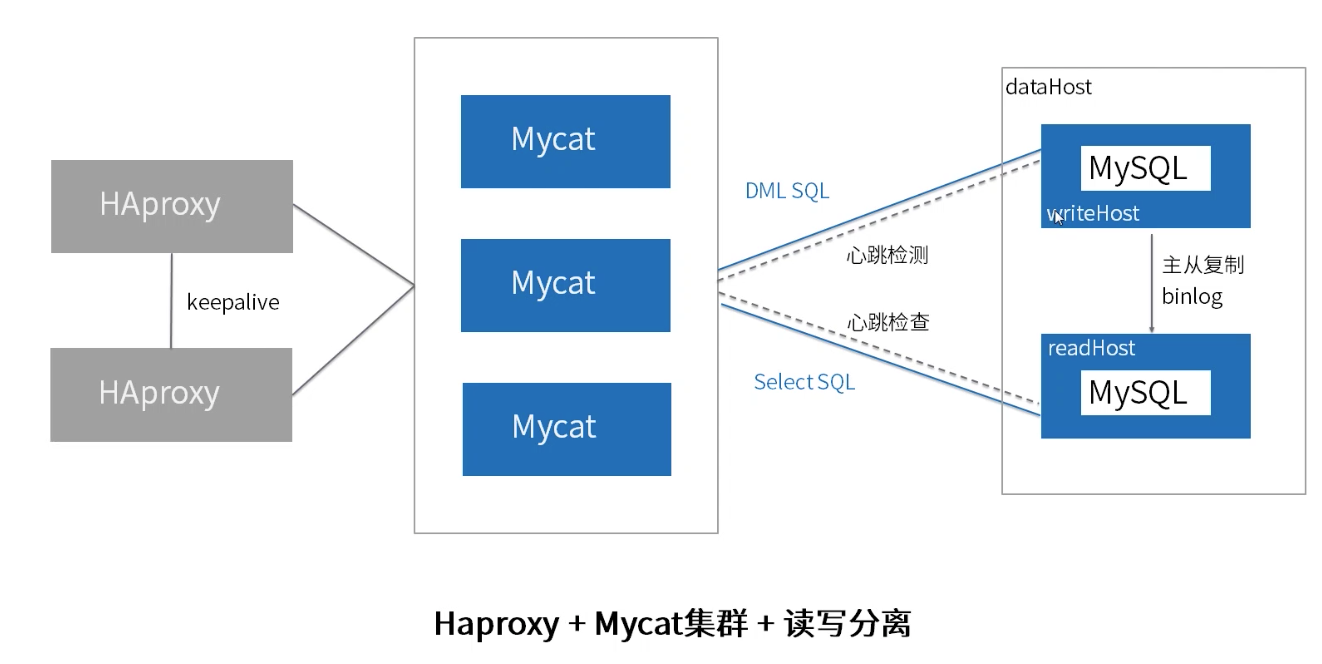 HAproxy
keepalive
HAproxy
Mycat
Mycat
Mycat
DML SQL
心跳检测
心跳检查
Select SQL
dataHost
MySQL
writeHost
主从复制
binlog
readHost
MySQL
Haproxy + Mycat集群 + 读写分离